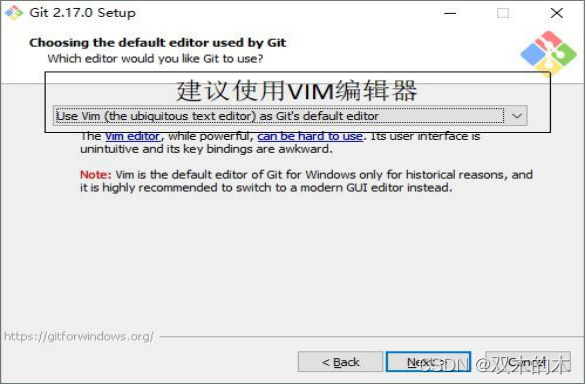 Git 2.17.0 Setup
Choosing the default editor used by Git
Which editor would you like Git to use?
建议使用VIM编辑器
Use Vim (the ubiquitous text editor) as Git's default editor
The Vim editor, while powerful, can be hard to use. Its user interface is
unintuitive and its key bindings are awkward.
Note: Vim is the default editor of Git for Windows only for historical reasons, and
it is highly recommended to switch to a modern GUI editor instead.
https://gitforwindows.org/
< Back
Next >
Cancel
CSDN @双木的木